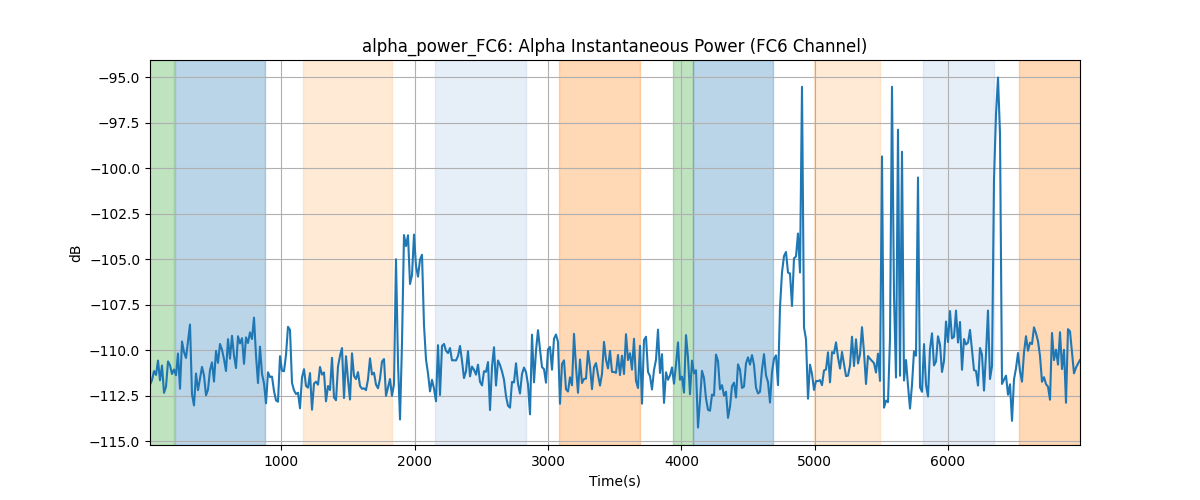 alpha_power_FC6: Alpha Instantaneous Power (FC6 Channel)
−95.0
−97.5
−100.0
−102.5
−105.0
−107.5
−110.0
−112.5
−115.0
dB
1000 2000 3000 4000 5000 6000
Time(s)